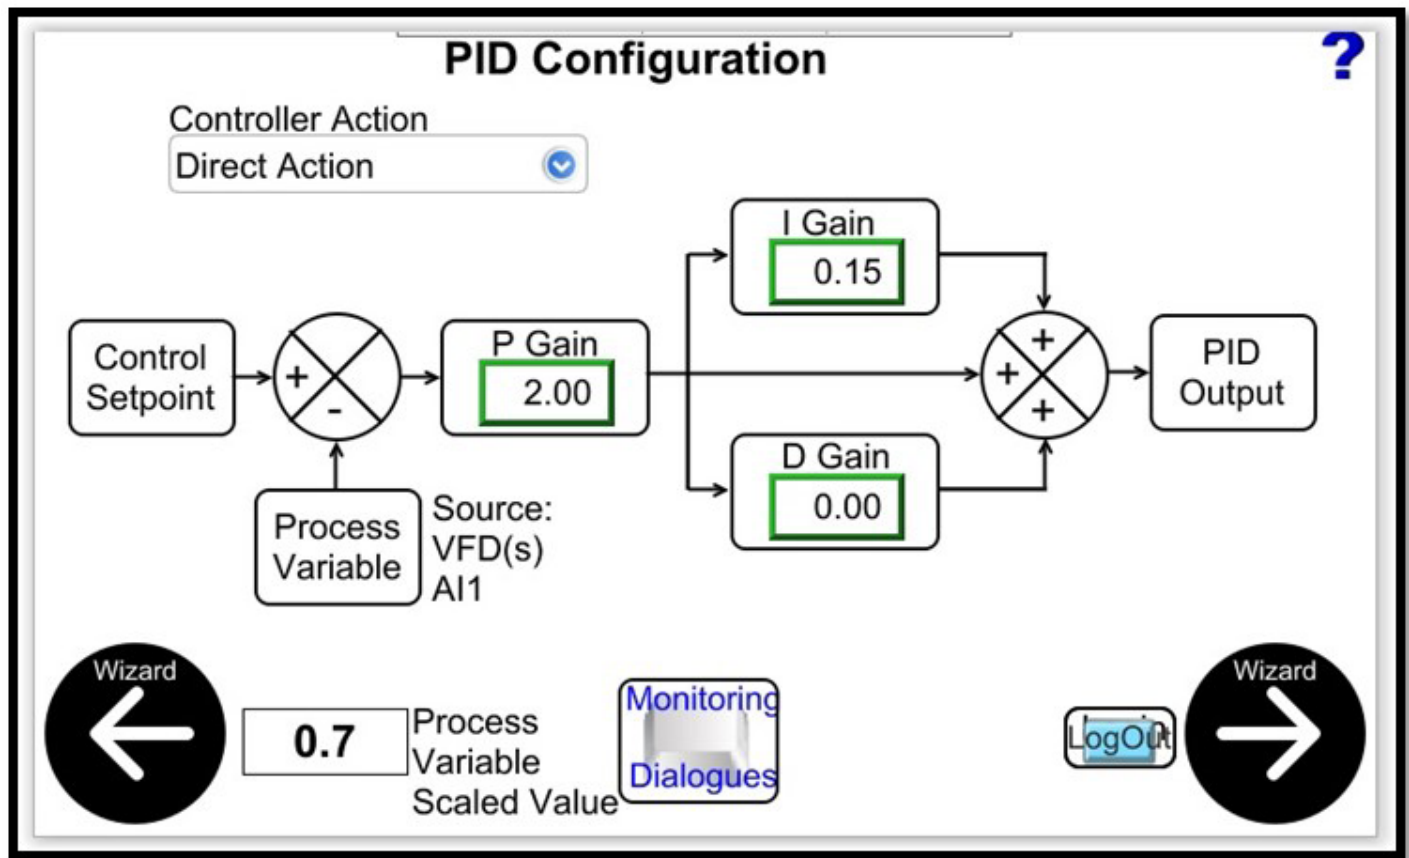 PID Configuration
?
Controller Action
Direct Action
I Gain
0.15
Control
Setpoint
+
-
P Gain
2.00
+
+
+
PID
Output
D Gain
0.00
Process
Variable
Source:
VFD(s)
AI1
Wizard
0.7
Process
Variable
Scaled Value
Monitoring
Dialogues
LogOut
Wizard